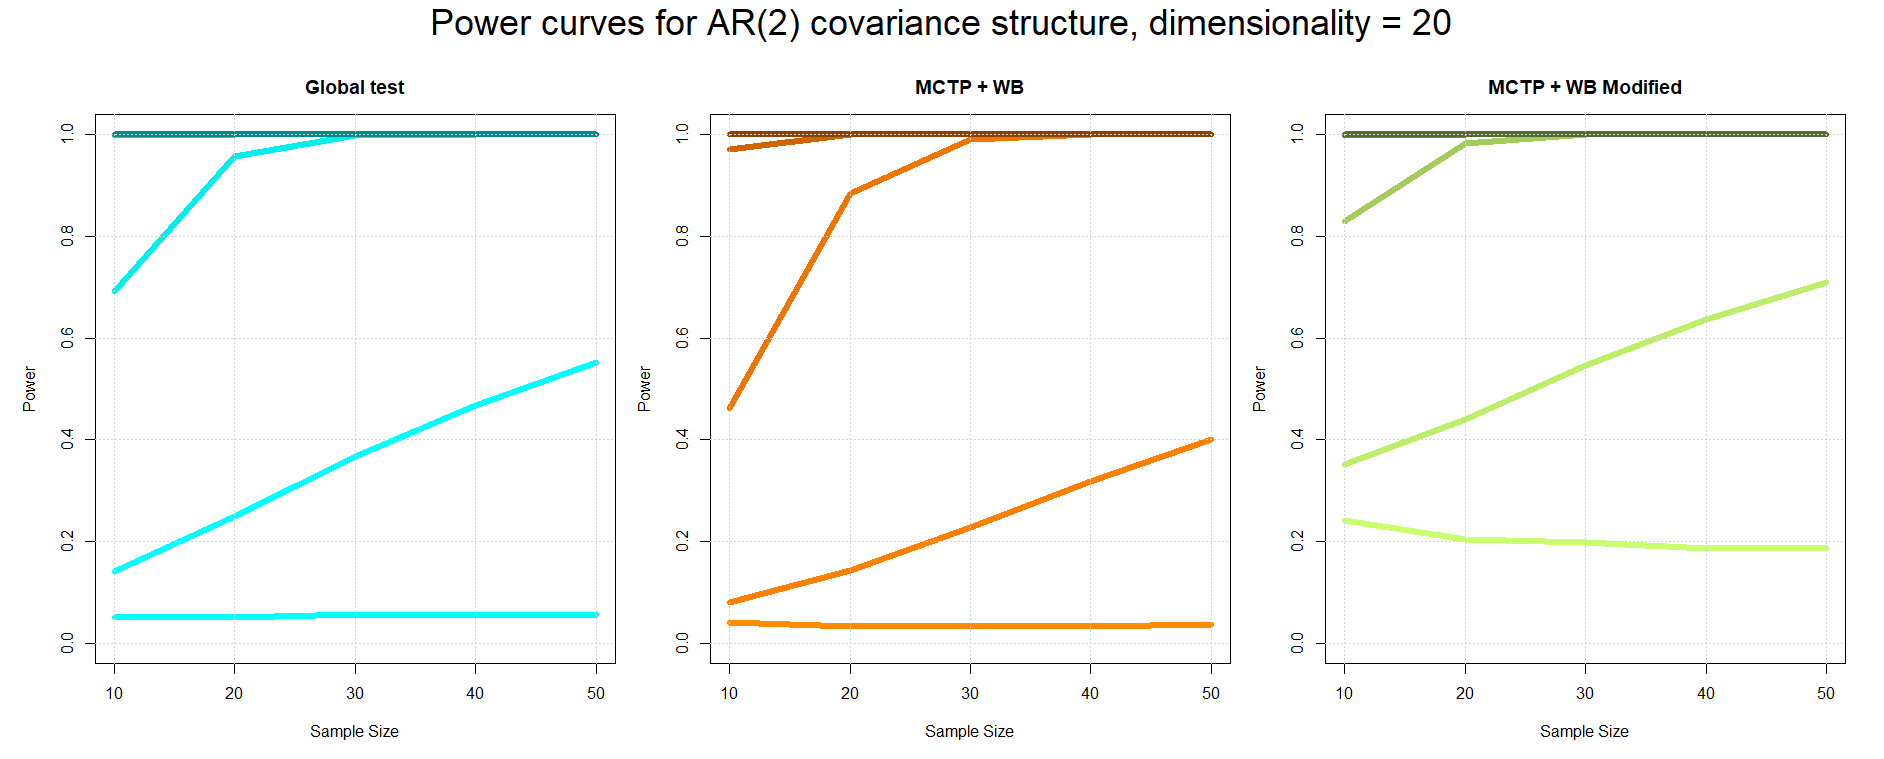 Power curves for AR(2) covariance structure, dimensionality = 20
Global test
Power
0.0
0.2
0.4
0.6
0.8
1.0
10 20 30 40 50
Sample Size
MCTP + WB
Power
0.0
0.2
0.4
0.6
0.8
1.0
10 20 30 40 50
Sample Size
MCTP + WB Modified
Power
0.0
0.2
0.4
0.6
0.8
1.0
10 20 30 40 50
Sample Size